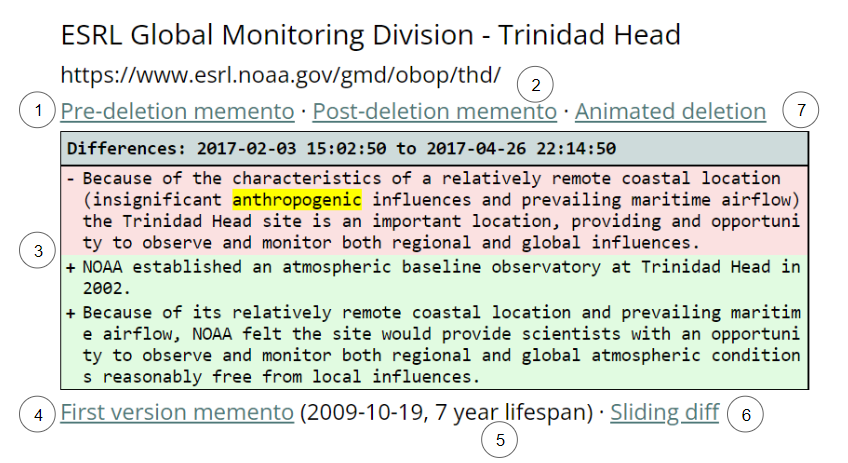 ESRL Global Monitoring Division - Trinidad Head
https://www.esrl.noaa.gov/gmd/obop/thd/ 2
1 Pre-deletion memento · Post-deletion memento · Animated deletion 7
Differences: 2017-02-03 15:02:50 to 2017-04-26 22:14:50
- Because of the characteristics of a relatively remote coastal location
(insignificant anthropogenic influences and prevailing maritime airflow)
the Trinidad Head site is an important location, providing and opportuni
ty to observe and monitor both regional and global influences.
3
+ NOAA established an atmospheric baseline observatory at Trinidad Head in
2002.
+ Because of its relatively remote coastal location and prevailing maritim
e airflow, NOAA felt the site would provide scientists with an opportuni
ty to observe and monitor both regional and global atmospheric condition
s reasonably free from local influences.
4 First version memento (2009-10-19, 7 year lifespan) · Sliding diff 6
5